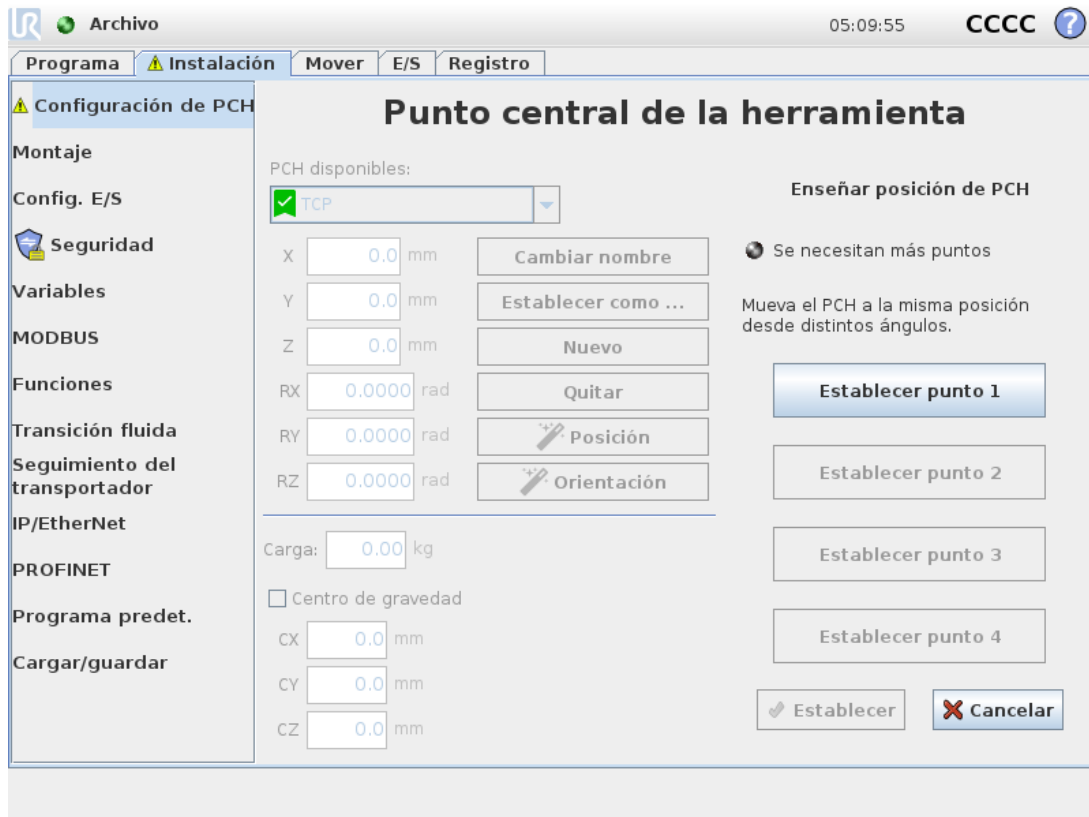 UR
Archivo
05:09:55
CCCC
?
Programa
Instalación
Mover
E/S
Registro
Configuración de PCH
Montaje
Config. E/S
Seguridad
Variables
MODBUS
Funciones
Transición fluida
Seguimiento del
transportador
IP/EtherNet
PROFINET
Programa predet.
Cargar/guardar
Punto central de la herramienta
PCH disponibles:
TCP
X 0.0 mm
Cambiar nombre
Y 0.0 mm
Establecer como ...
Z 0.0 mm
Nuevo
RX 0.0000 rad
Quitar
RY 0.0000 rad
Posición
RZ 0.0000 rad
Orientación
Carga: 0.00 kg
Centro de gravedad
CX 0.0 mm
CY 0.0 mm
CZ 0.0 mm
Enseñar posición de PCH
Se necesitan más puntos
Mueva el PCH a la misma posición
desde distintos ángulos.
Establecer punto 1
Establecer punto 2
Establecer punto 3
Establecer punto 4
Establecer
Cancelar